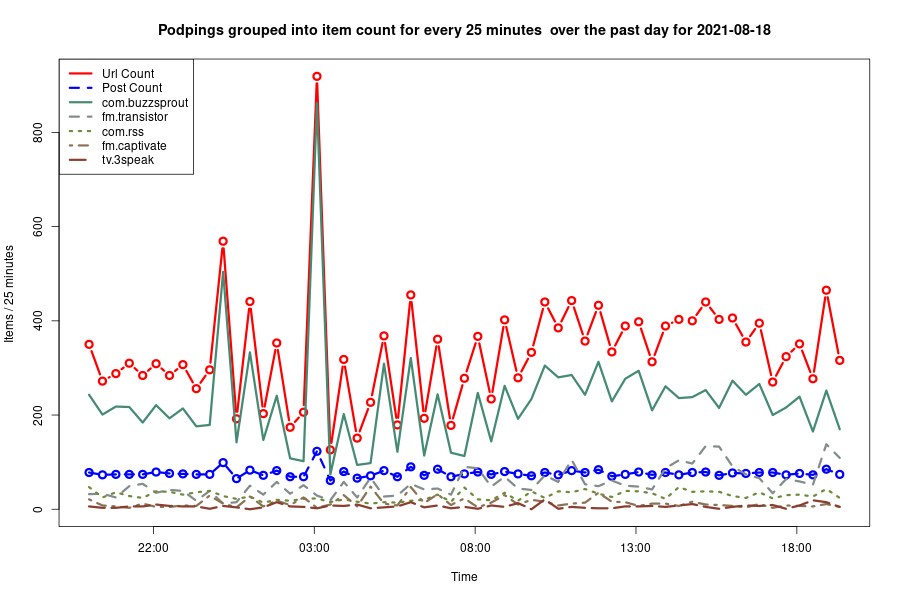 Podpings grouped into item count for every 25 minutes  over the past day for 2021-08-18
Url Count
Post Count
com.buzzsprout
fm.transistor
com.rss
fm.captivate
tv.3speak
Items / 25 minutes
800
600
400
200
0
22:00
03:00
08:00
13:00
18:00
Time